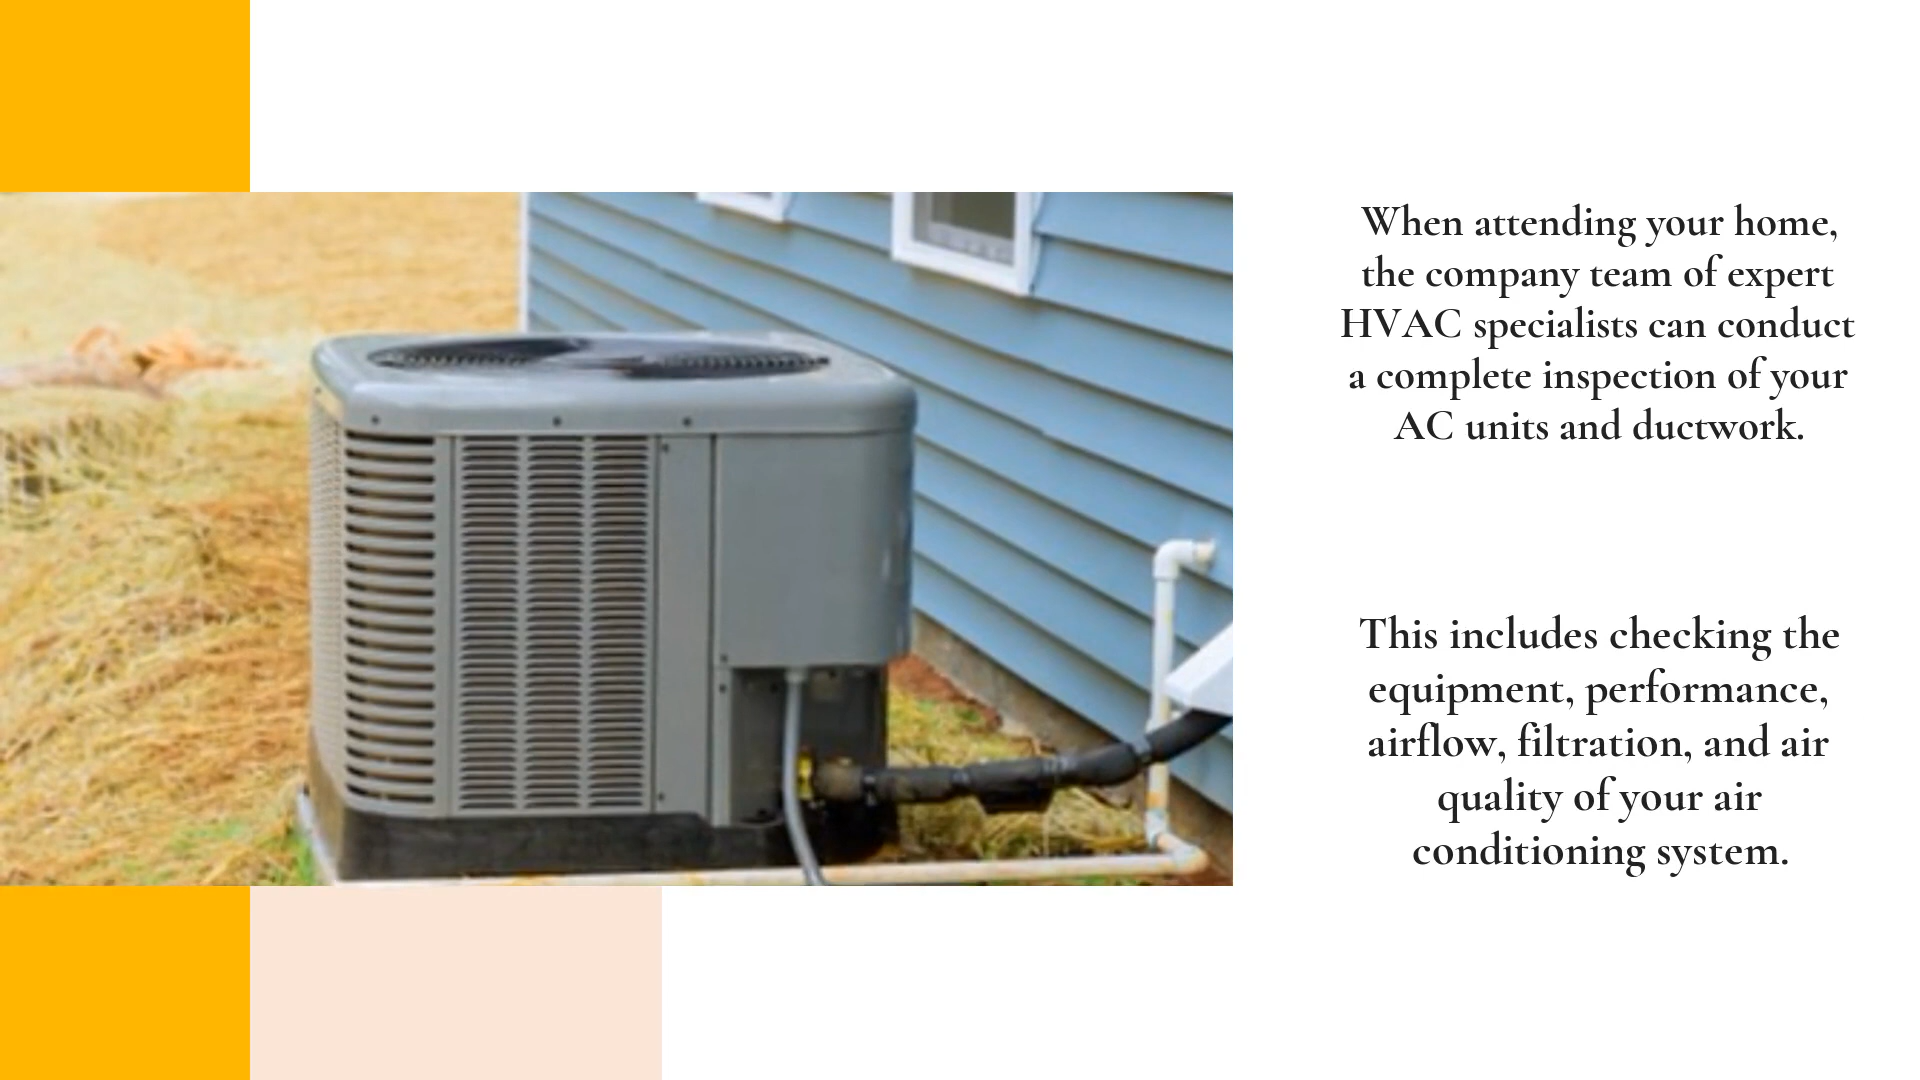 When attending your home,
the company team of expert
HVAC specialists can conduct
a complete inspection of your
AC units and ductwork.
This includes checking the
equipment, performance,
airflow, filtration, and air
quality of your air
conditioning system.